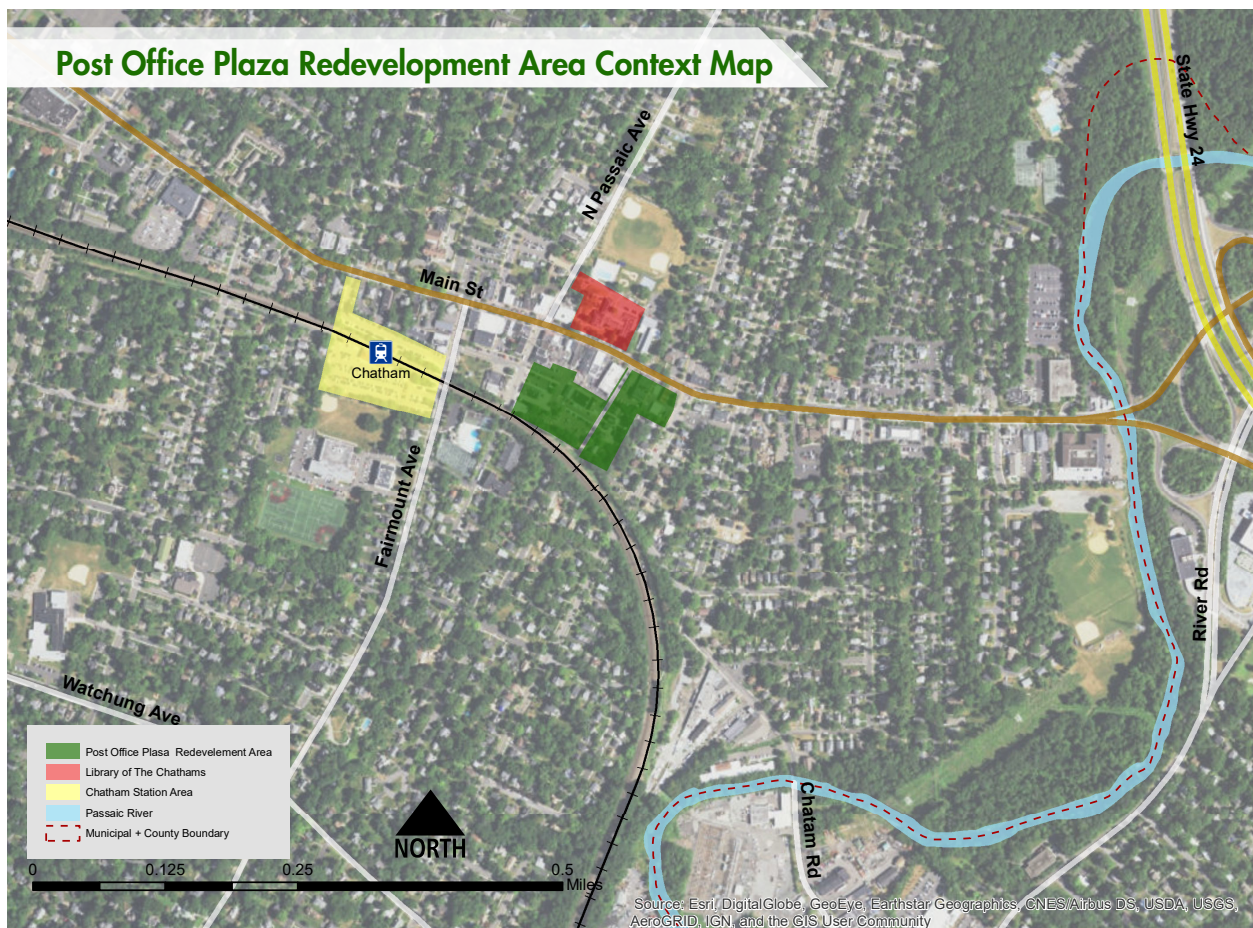 Post Office Plaza Redevelopment Area Context Map
State Hwy 24
N Passaic Ave
Main St
Chatham
Fairmount Ave
River Rd
Watchung Ave
Post Office Plasa Redevelement Area
Library of The Chathams
Chatham Station Area
Passaic River
Municipal + County Boundary
NORTH
Chatam Rd
0 0.125 0.25 0.5
Miles
Source: Esri, DigitalGlobe, GeoEye, Earthstar Geographics, CNES/Airbus DS, USDA, USGS,
AeroGRID, IGN, and the GIS User Community